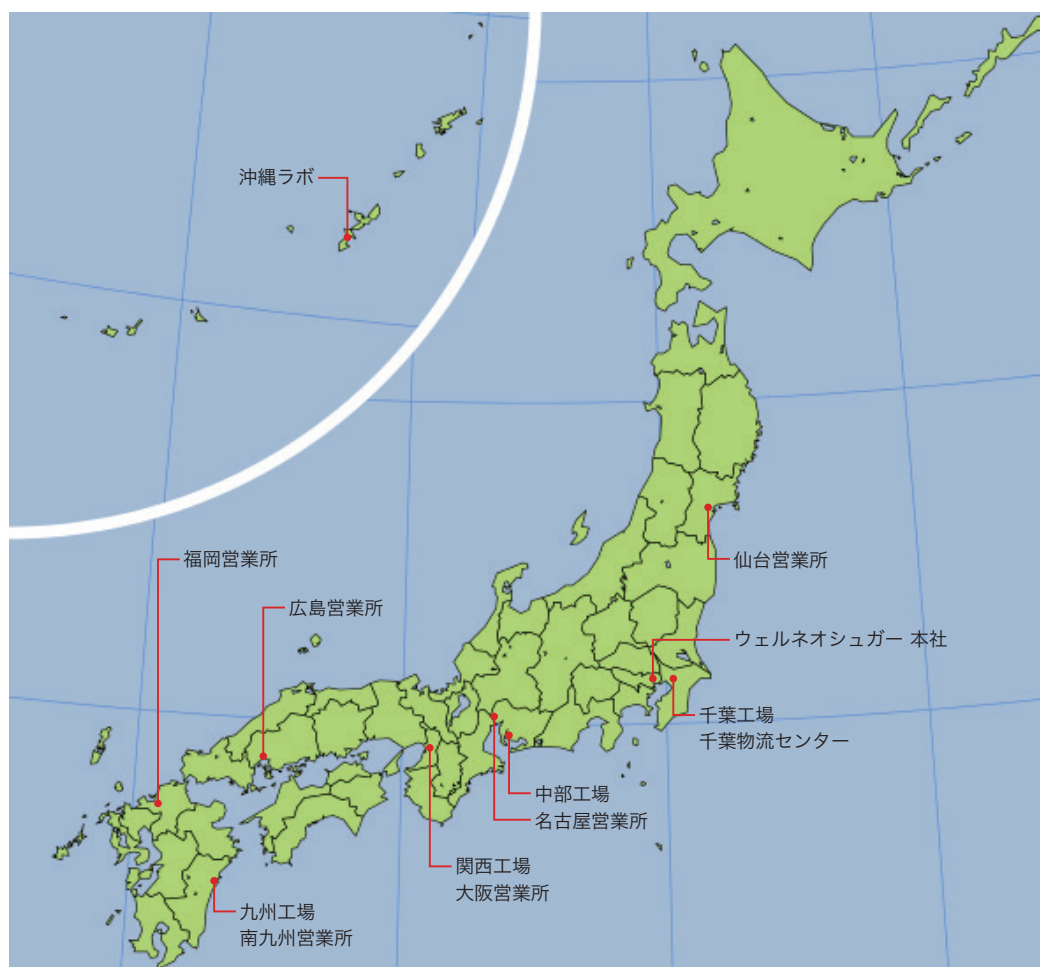 沖縄ラボ
福岡営業所
仙台営業所
広島営業所
ウェルネオシュガー 本社
千葉工場
千葉物流センター
中部工場
名古屋営業所
関西工場
大阪営業所
九州工場
南九州営業所